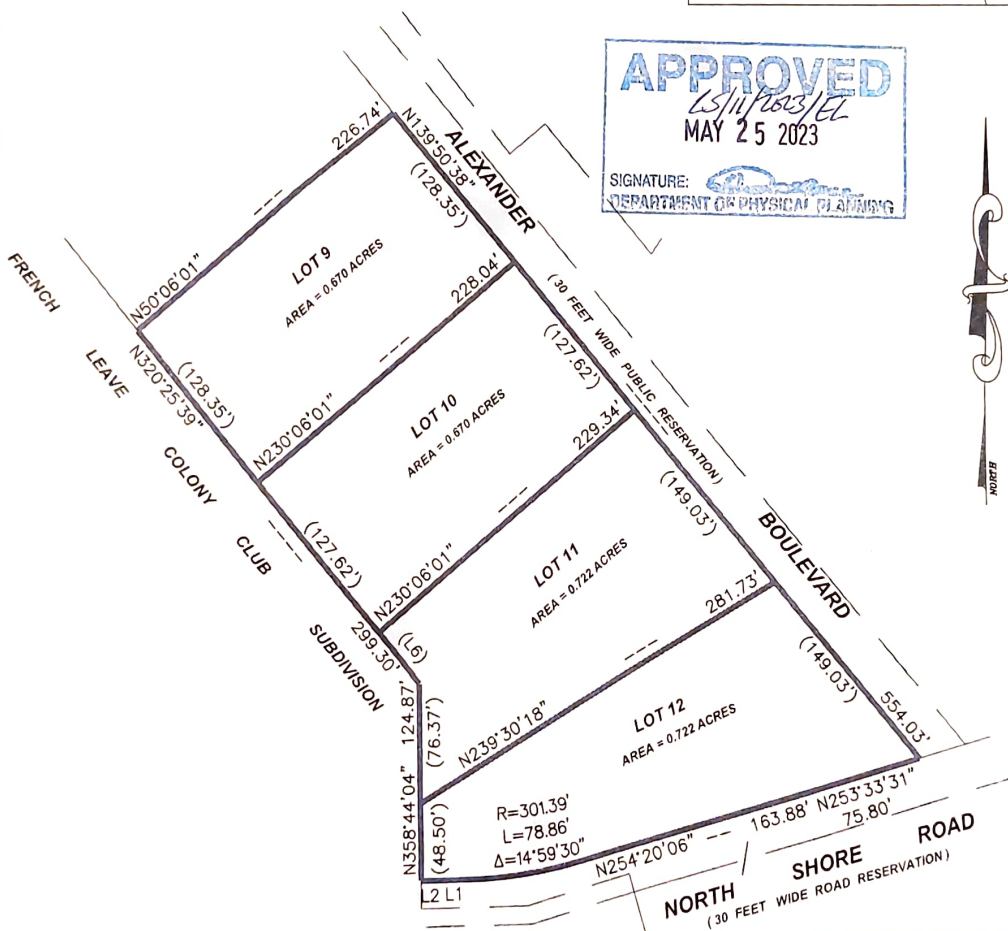 APPROVED
MAY 25 2023
SIGNATURE:
DEPARTMENT OF PHYSICAL PLANNING
NORTH
226.74'
N139°50'38"
(128.35')
ALEXANDER
N50°06'01"
LOT 9
AREA = 0.670 ACRES
228.04'
(30 FEET WIDE PUBLIC RESERVATION)
FRENCH
LEAVE
COLONY
CLUB
SUBDIVISION
N320°25'39"
(128.35')
N230°06'01"
LOT 10
AREA = 0.670 ACRES
(127.62')
229.34'
(127.62')
N230°06'01"
LOT 11
AREA = 0.722 ACRES
(149.03')
BOULEVARD
299.30'
(L6)
281.73'
N358°44'04" 124.87'
(76.37')
N239°30'18"
LOT 12
AREA = 0.722 ACRES
(149.03')
554.03'
(48.50')
R=301.39'
L=78.86'
Δ=14°59'30"
L2 L1
N254°20'06"
163.88'
N253°33'31"
75.80'
NORTH SHORE ROAD
(30 FEET WIDE ROAD RESERVATION)